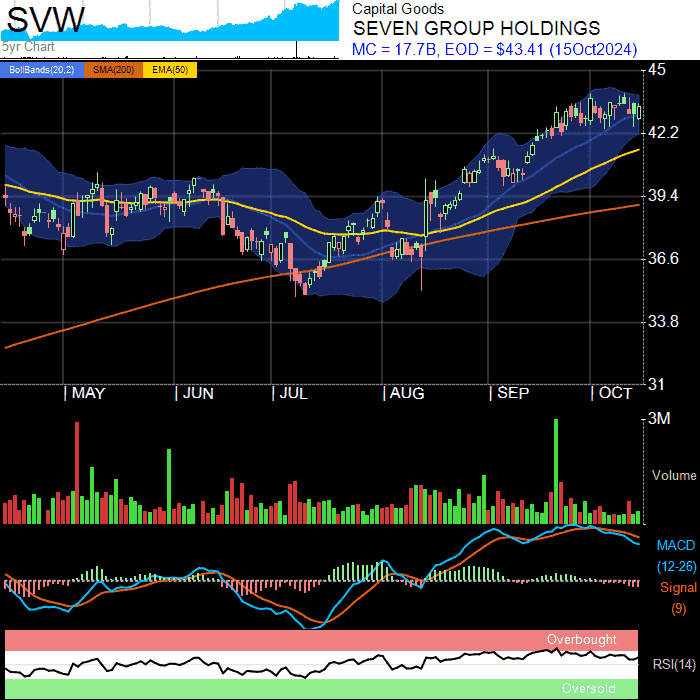 SVW
5yr Chart
Capital Goods
SEVEN GROUP HOLDINGS
MC = 17.7B, EOD = $43.41 (15Oct2024)
BollBands(20,2) SMA(200) EMA(50)
45
42.2
39.4
36.6
33.8
31
| MAY | JUN | JUL | AUG | SEP | OCT
3M
Volume
MACD
(12-26)
Signal
(9)
Overbought
RSI(14)
Oversold